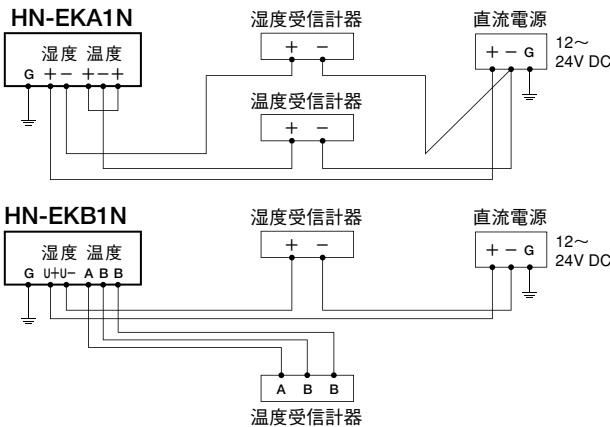 HN-EKA1N
湿度 温度
G + − + − +
湿度受信計器
+ −
温度受信計器
+ −
直流電源
+ − G
12～
24V DC
HN-EKB1N
湿度 温度
G U+U− A B B
湿度受信計器
+ −
直流電源
+ − G
12～
24V DC
A B B
温度受信計器